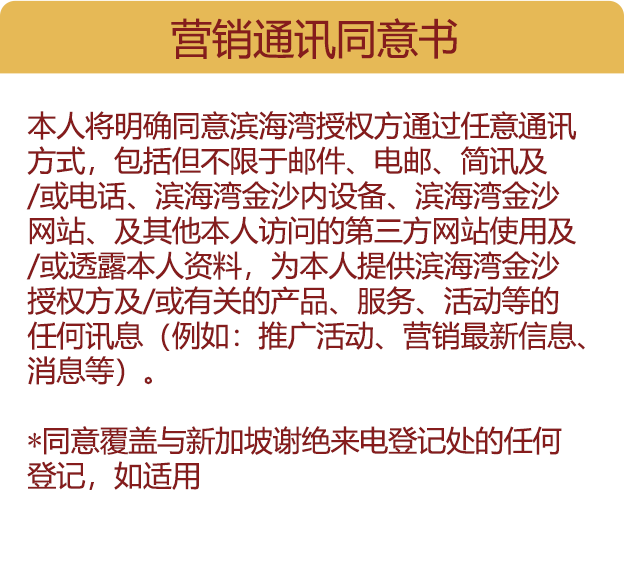 营销通讯同意书
本人将明确同意滨海湾授权方通过任意通讯
方式，包括但不限于邮件、电邮、简讯及
/或电话、滨海湾金沙内设备、滨海湾金沙
网站、及其他本人访问的第三方网站使用及
/或透露本人资料，为本人提供滨海湾金沙
授权方及/或有关的产品、服务、活动等的
任何讯息（例如：推广活动、营销最新信息、
消息等）。
*同意覆盖与新加坡谢绝来电登记处的任何
登记，如适用